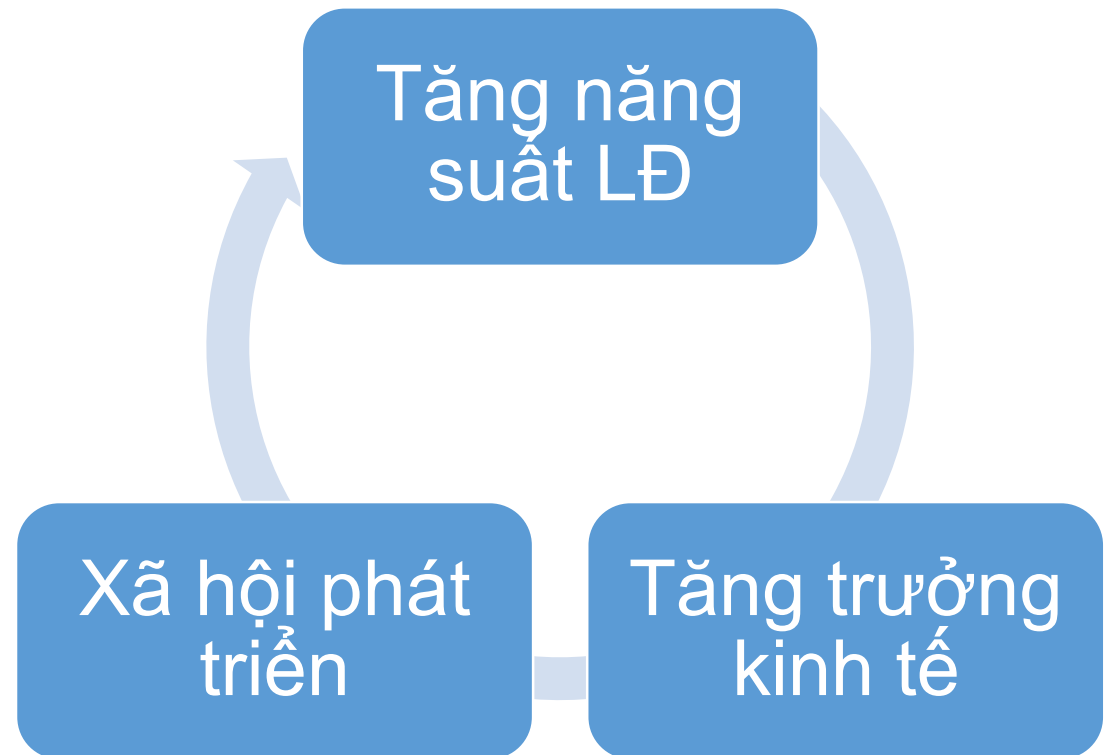 Tăng năng
suất LĐ
Xã hội phát
triển
Tăng trưởng
kinh tế